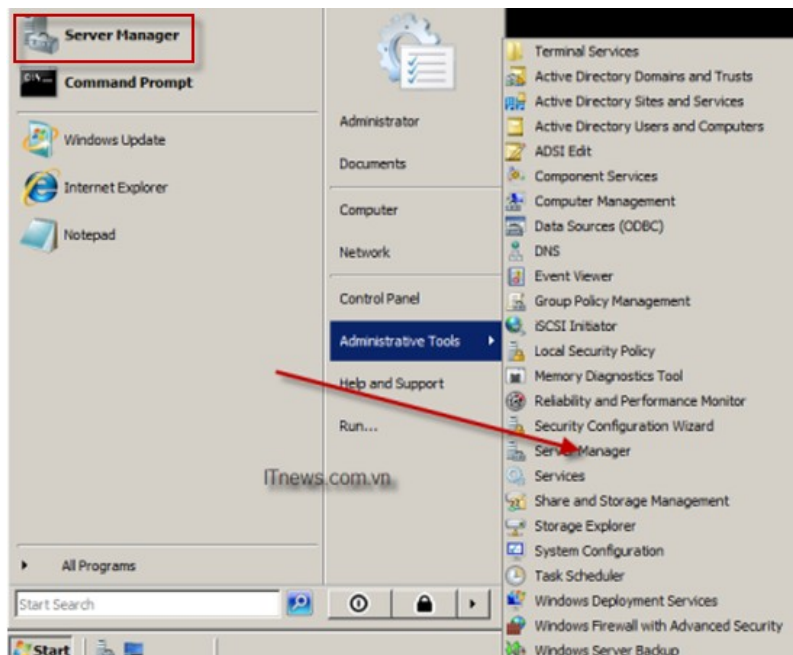 Server Manager
Command Prompt
Windows Update
Internet Explorer
Notepad
All Programs
Start Search
Start
Administrator
Documents
Computer
Network
Control Panel
Administrative Tools
Help and Support
Run...
ITnews.com.vn
Terminal Services
Active Directory Domains and Trusts
Active Directory Sites and Services
Active Directory Users and Computers
ADSI Edit
Component Services
Computer Management
Data Sources (ODBC)
DNS
Event Viewer
Group Policy Management
iSCSI Initiator
Local Security Policy
Memory Diagnostics Tool
Reliability and Performance Monitor
Security Configuration Wizard
Server Manager
Services
Share and Storage Management
Storage Explorer
System Configuration
Task Scheduler
Windows Deployment Services
Windows Firewall with Advanced Security
Windows Server Backup